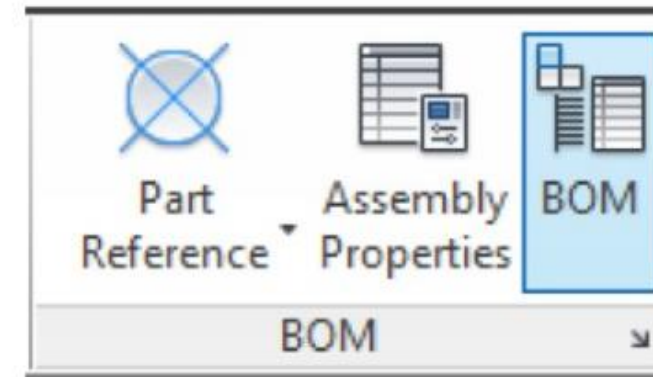 Part
Reference
Assembly
Properties
BOM
BOM